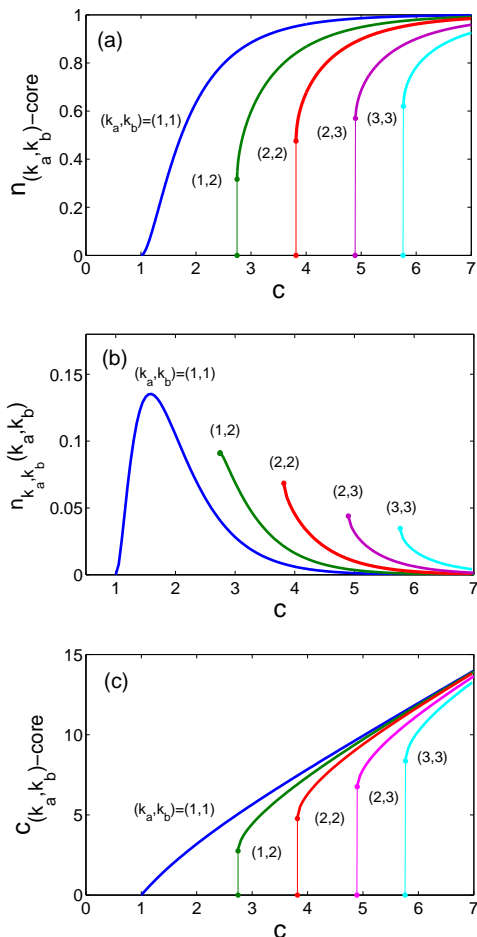 (a)
1
0.8
0.6
0.4
0.2
0
n(ka,kb)−core
(ka,kb)=(1,1)
(1,2)
(2,2)
(2,3)
(3,3)
0 1 2 3 4 5 6 7
c
(b)
0.15
0.1
0.05
0
nka,kb(ka,kb)
(ka,kb)=(1,1)
(1,2)
(2,2)
(2,3)
(3,3)
1 2 3 4 5 6 7
c
(c)
15
10
5
0
c(ka,kb)−core
(ka,kb)=(1,1)
(1,2)
(2,2)
(2,3)
(3,3)
0 1 2 3 4 5 6 7
c